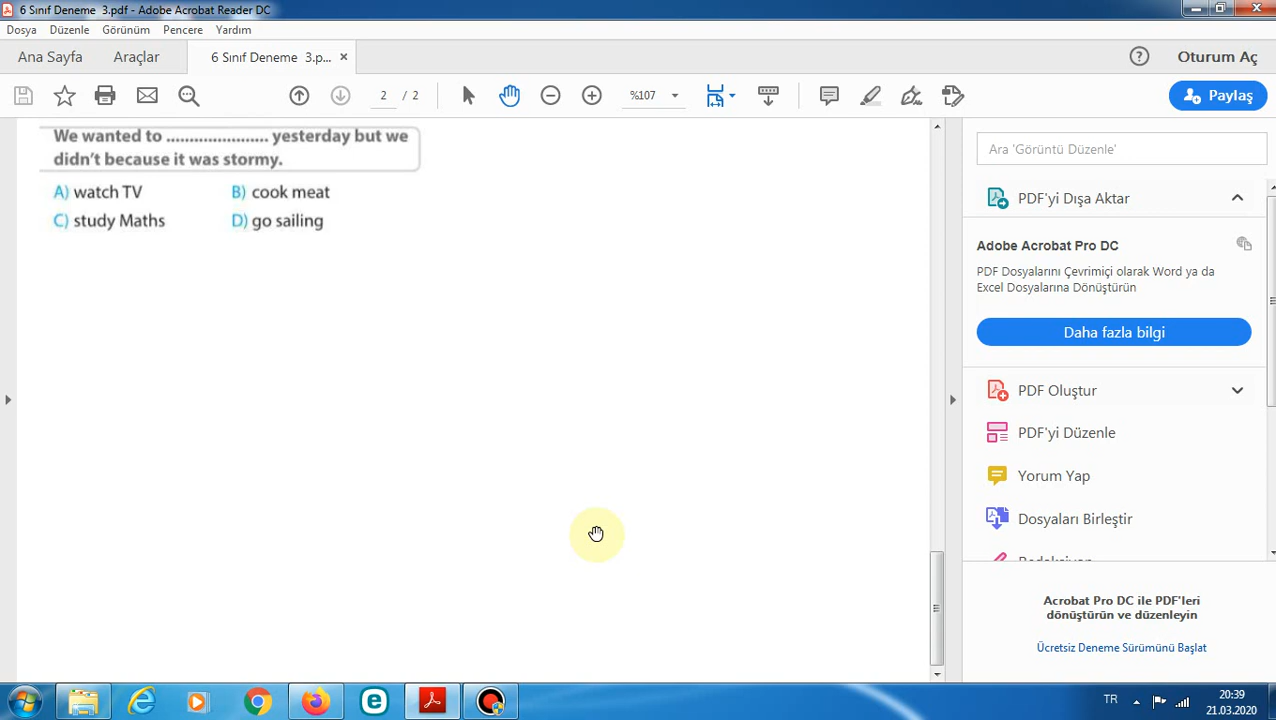 6 Sınıf Deneme 3.pdf - Adobe Acrobat Reader DC
Dosya Düzenle Görünüm Pencere Yardım
Ana Sayfa Araçlar 6 Sınıf Deneme 3.p... × Oturum Aç
2 / 2 %107 Paylaş
We wanted to ...................... yesterday but we
didn't because it was stormy.
A) watch TV B) cook meat
C) study Maths D) go sailing
Ara 'Görüntü Düzenle'
PDF'yi Dışa Aktar
Adobe Acrobat Pro DC
PDF Dosyalarını Çevrimiçi olarak Word ya da
Excel Dosyalarına Dönüştürün
Daha fazla bilgi
PDF Oluştur
PDF'yi Düzenle
Yorum Yap
Dosyaları Birleştir
Acrobat Pro DC ile PDF'leri
dönüştürün ve düzenleyin
Ücretsiz Deneme Sürümünü Başlat
TR 20:39
21.03.2020